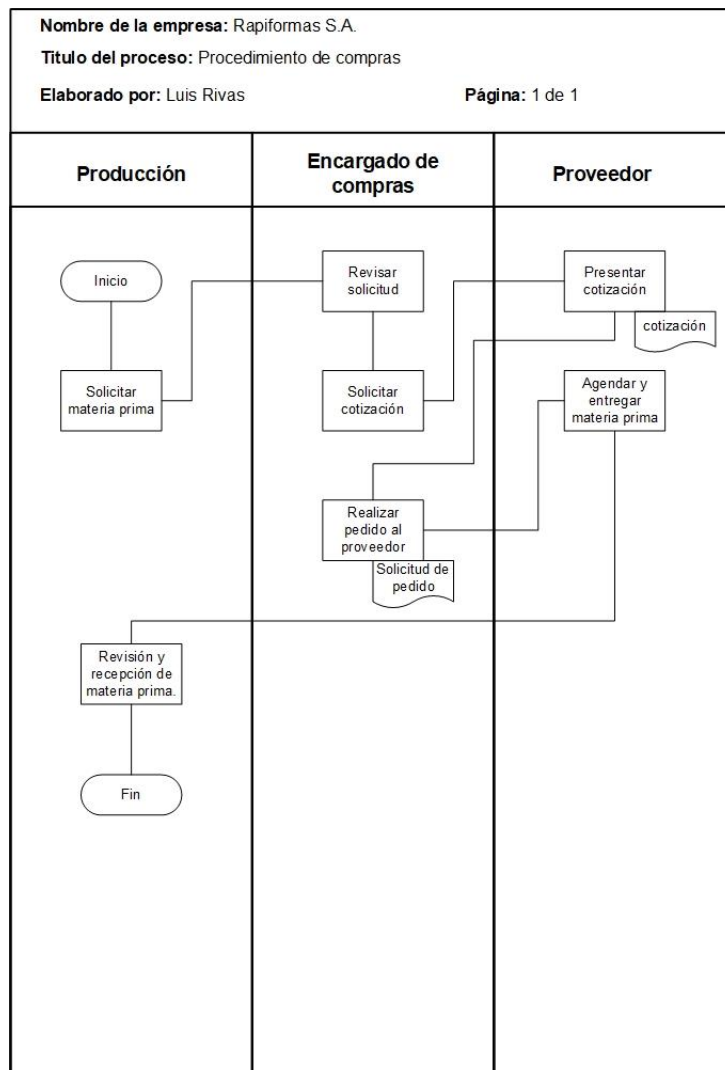 Nombre de la empresa: Rapiformas S.A.
Titulo del proceso: Procedimiento de compras
Elaborado por: Luis Rivas Página: 1 de 1
Producción
Encargado de
compras
Proveedor
Inicio
Revisar
solicitud
Presentar
cotización
cotización
Solicitar
materia prima
Solicitar
cotización
Agendar y
entregar
materia prima
Realizar
pedido al
proveedor
Solicitud de
pedido
Revisión y
recepción de
materia prima.
Fin